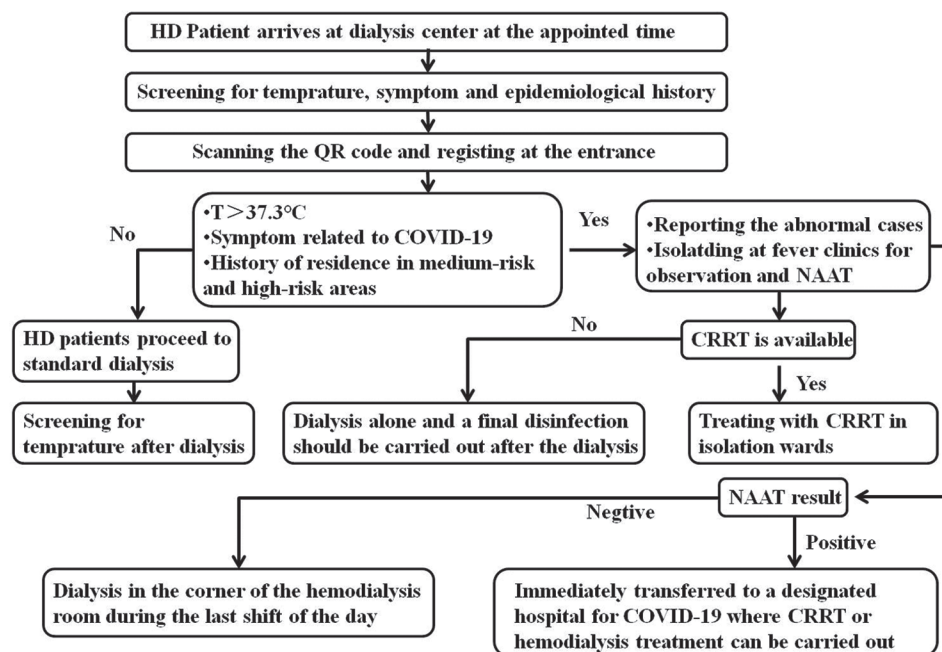 HD Patient arrives at dialysis center at the appointed time
Screening for temprature, symptom and epidemiological history
Scanning the QR code and registing at the entrance
•T＞37.3°C
•Symptom related to COVID-19
•History of residence in medium-risk
and high-risk areas
No
Yes
•Reporting the abnormal cases
•Isolatding at fever clinics for
observation and NAAT
HD patients proceed to
standard dialysis
No
CRRT is available
Yes
Screening for
temprature after dialysis
Dialysis alone and a final disinfection
should be carried out after the dialysis
Treating with CRRT in
isolation wards
NAAT result
Negtive
Positive
Dialysis in the corner of the hemodialysis
room during the last shift of the day
Immediately transferred to a designated
hospital for COVID-19 where CRRT or
hemodialysis treatment can be carried out